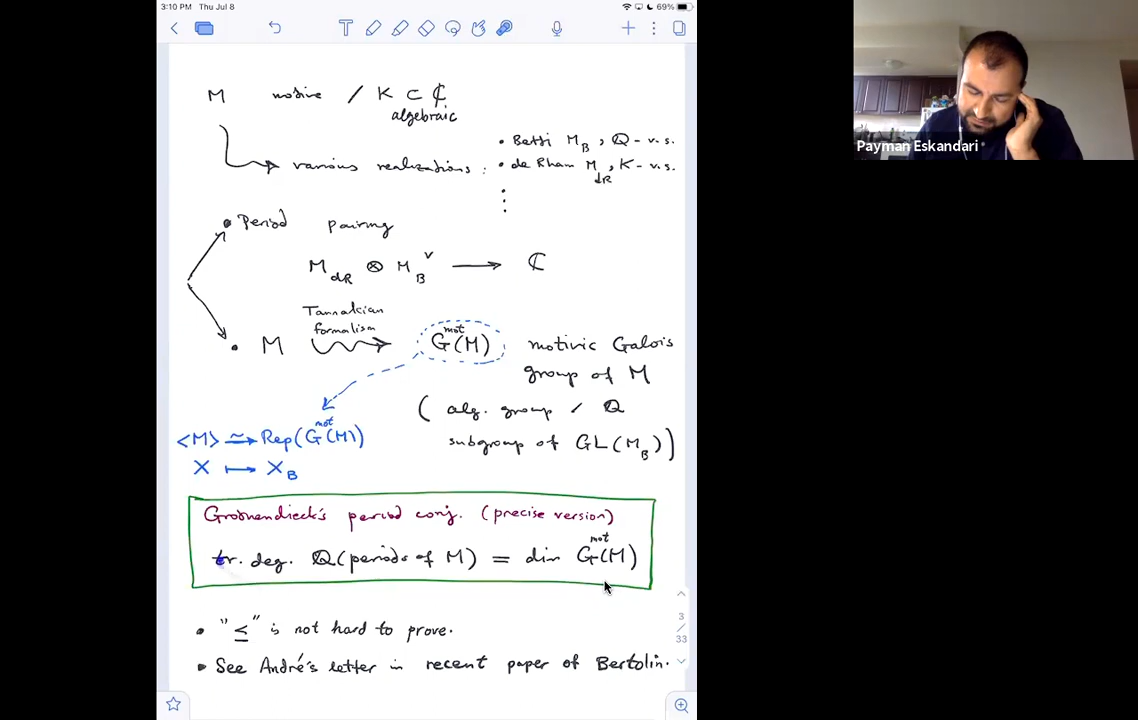 3:10 PM Thu Jul 8
69%
M motive / K ⊂ ℂ
algebraic
• Betti M_B, ℚ-v.s.
various realizations: • de Rham M_dR, K-v.s.
⋮
• Period pairing
M_dR ⊗ M_B^∨ ⟶ ℂ
Tannakian
formalism
• M ⟶ G^mot(M) motivic Galois
group of M
( alg. group / ℚ
subgroup of GL(M_B))
<M> ≃→ Rep(G^mot(M))
X ⟼ X_B
Grothendieck's period conj. (precise version)
tr. deg. ℚ(periods of M) = dim G^mot(M)
• "≤" is not hard to prove.
• See André's letter in recent paper of Bertolin.
3
/
33
Payman Eskandari